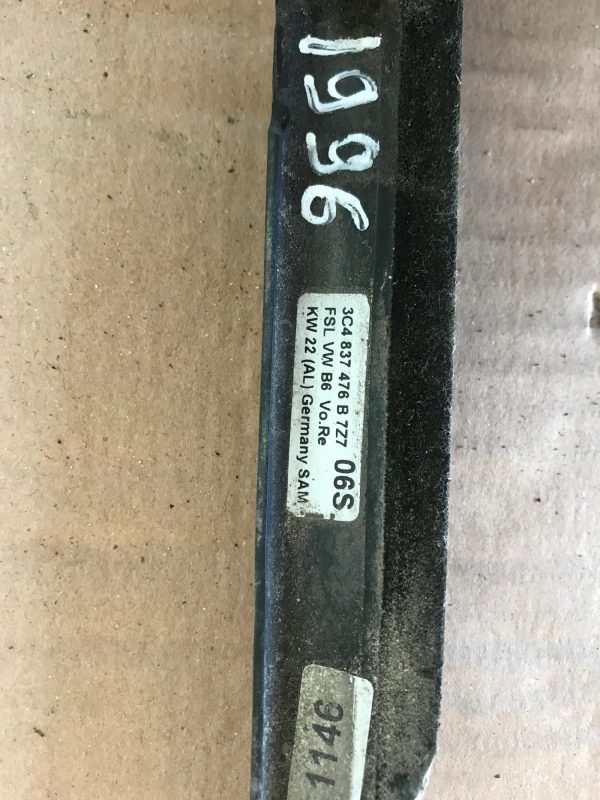 1996
3C4 837 476 B 7Z7
FSL VW B6 Vo.Re 06S
KW 22 (AL) Germany SAM
1146